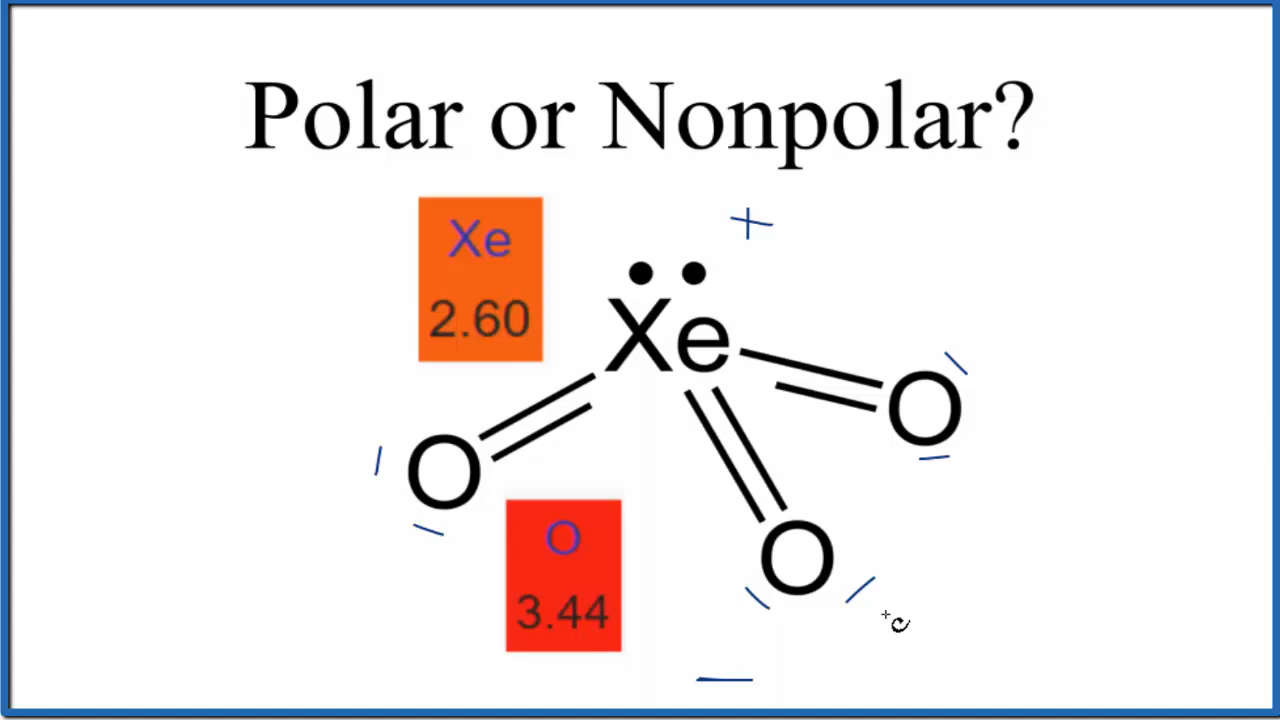 Polar or Nonpolar?
Xe
2.60
+
Xe
O
O
O
3.44
O
−